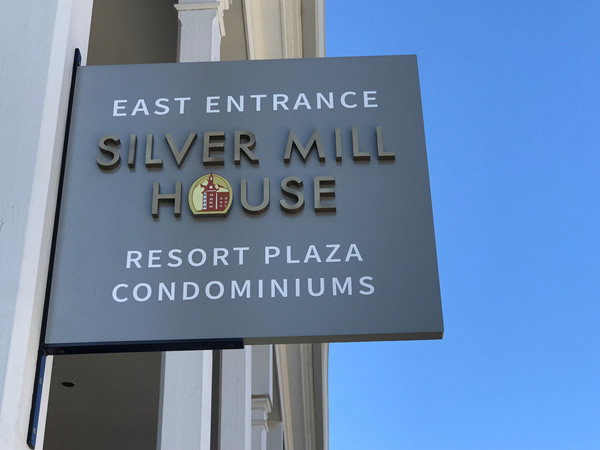 EAST ENTRANCE
SILVER MILL
HOUSE
RESORT PLAZA
CONDOMINIUMS